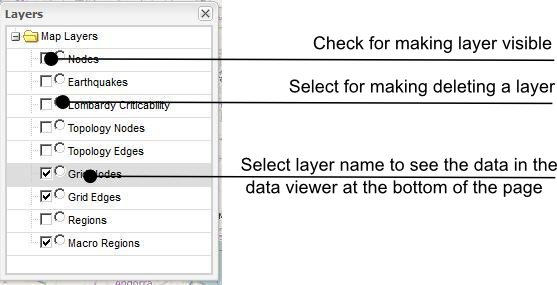 Layers
Map Layers
Nodes
Check for making layer visible
Earthquakes
Select for making deleting a layer
Lombardy Criticability
Topology Nodes
Topology Edges
Select layer name to see the data in the
data viewer at the bottom of the page
Grid Nodes
Grid Edges
Regions
Macro Regions
endorra